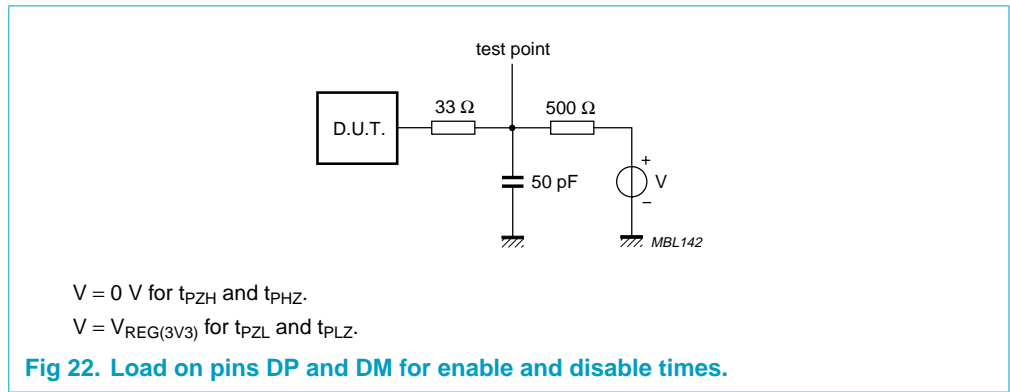 test point
33 Ω
500 Ω
D.U.T.
+
50 pF
V
−
MBL142
V = 0 V for tPZH and tPHZ.
V = VREG(3V3) for tPZL and tPLZ.
Fig 22. Load on pins DP and DM for enable and disable times.